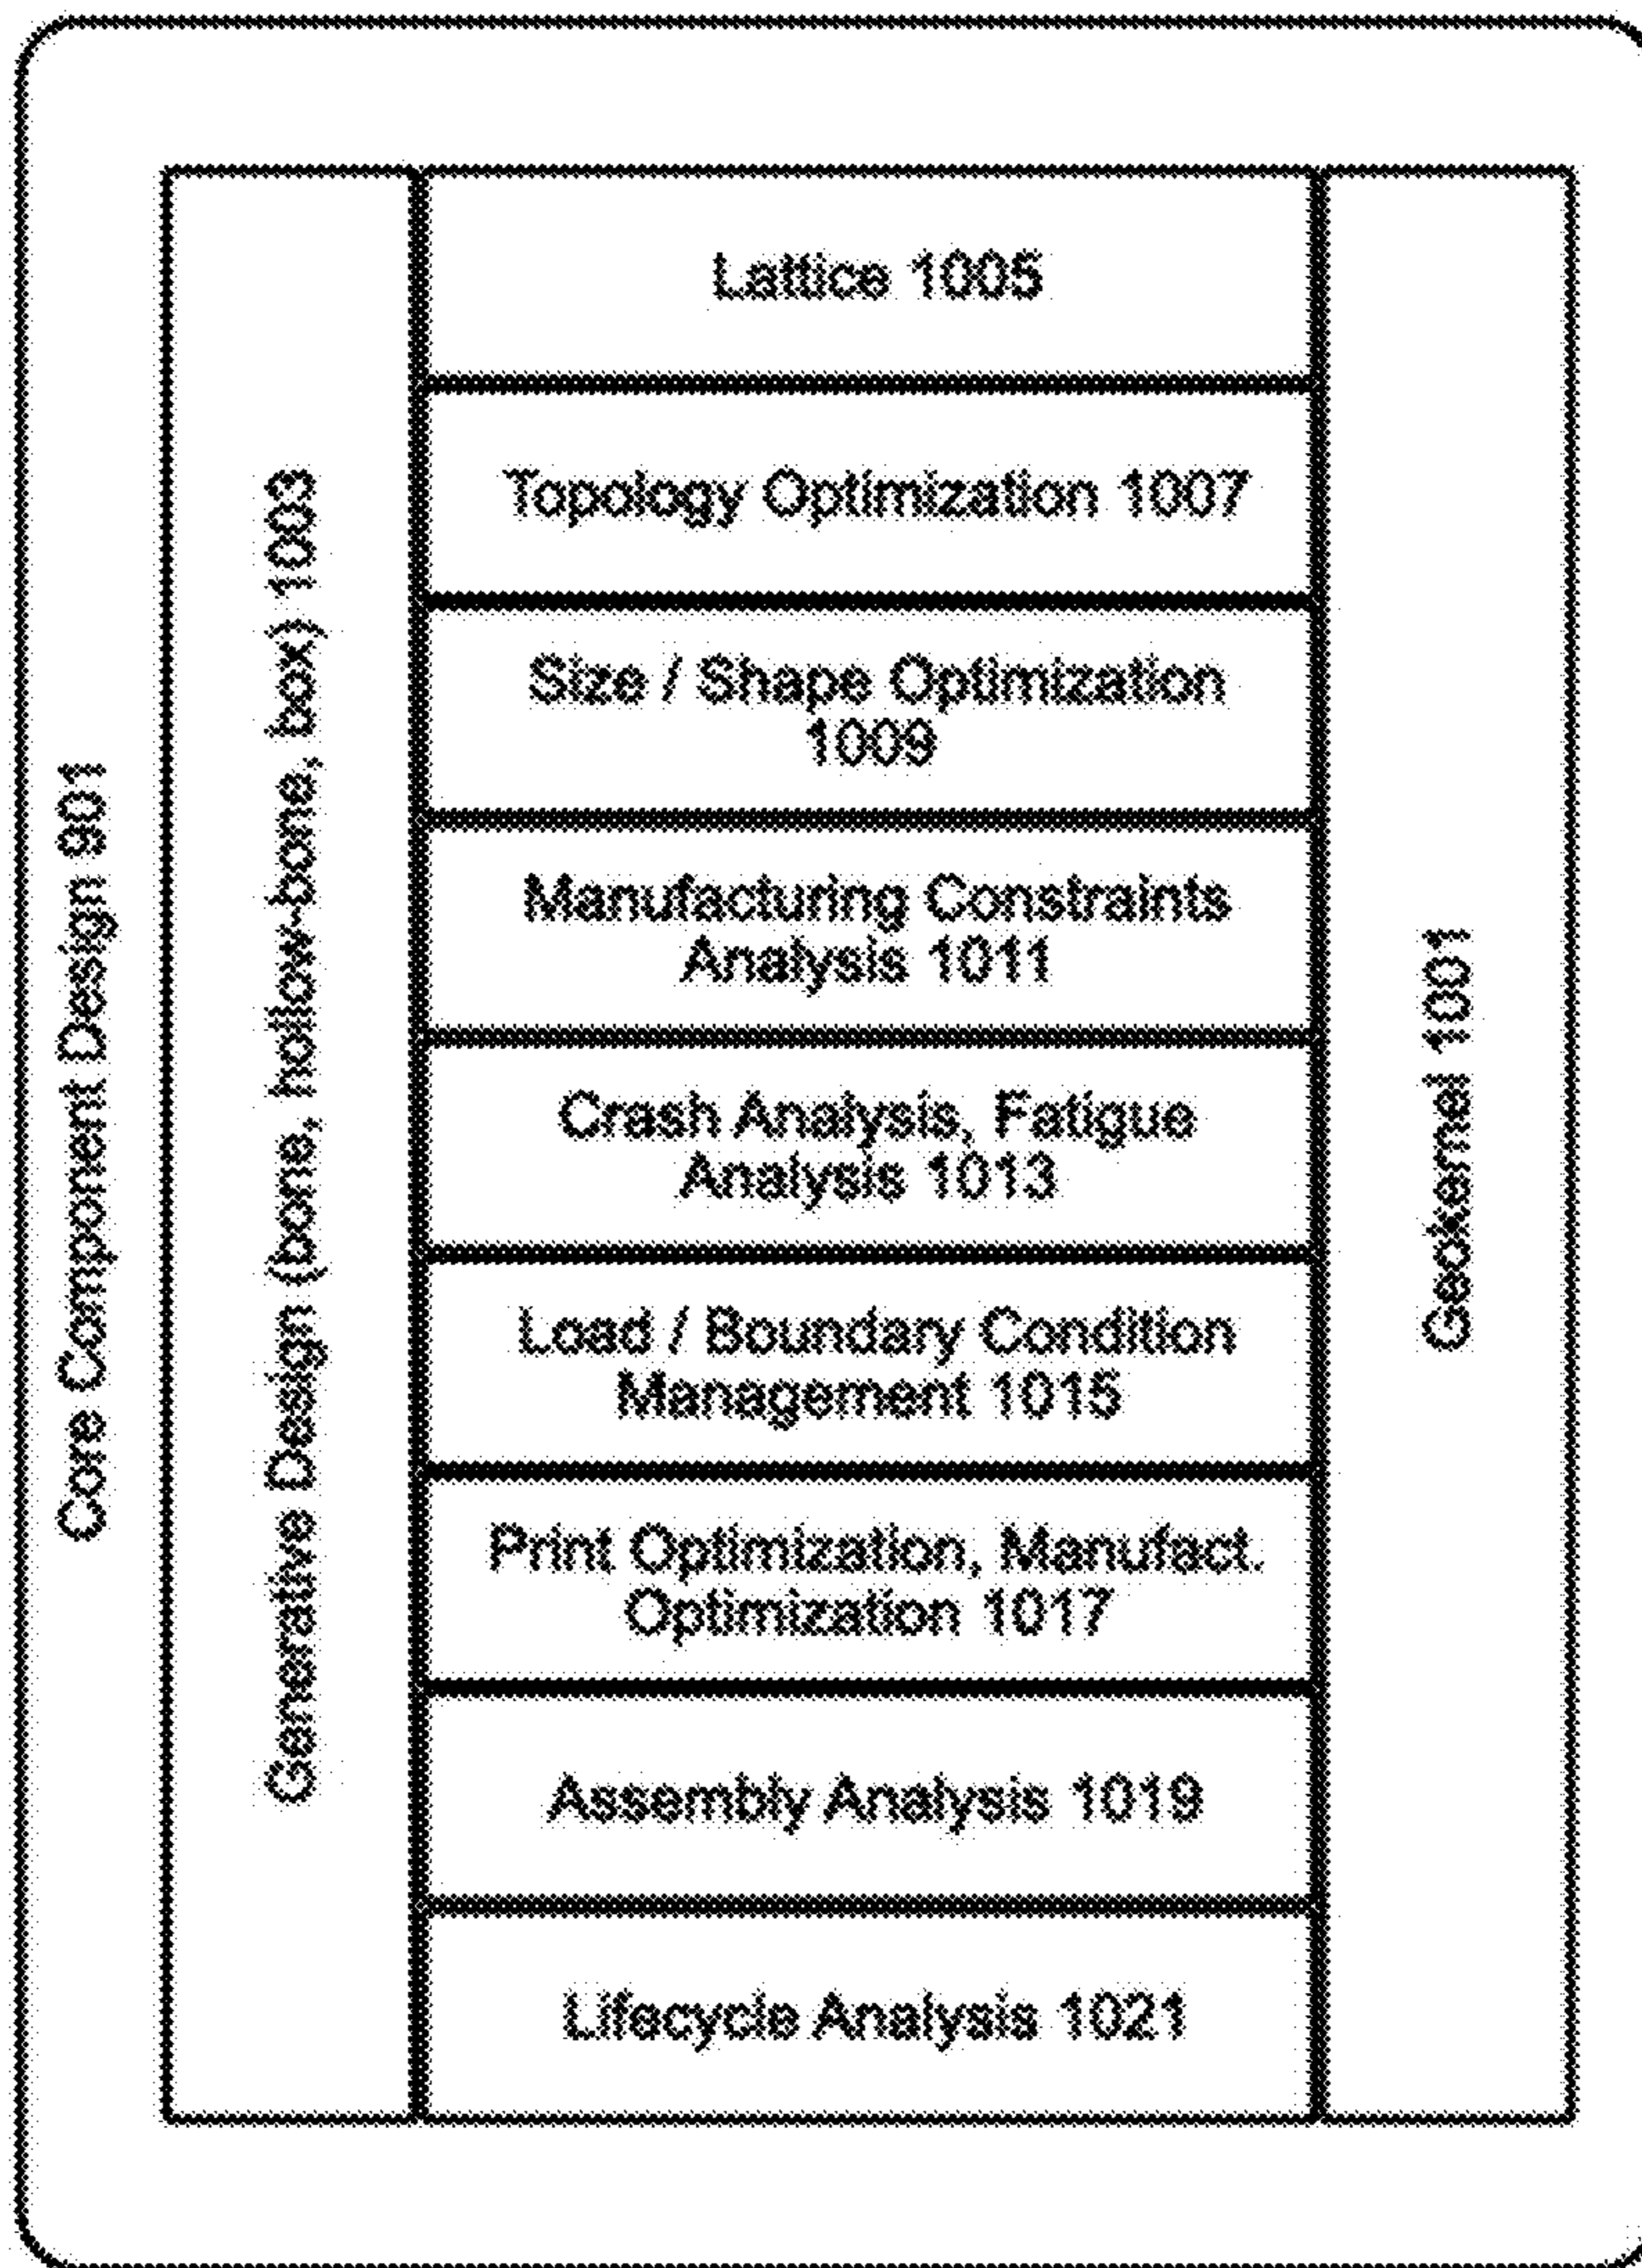 Core Component Design 901
Generative Design (bone, hollow-bone, box) 1003
Lattice 1005
Topology Optimization 1007
Size / Shape Optimization
1009
Manufacturing Constraints
Analysis 1011
Crash Analysis, Fatigue
Analysis 1013
Load / Boundary Condition
Management 1015
Print Optimization, Manufact.
Optimization 1017
Assembly Analysis 1019
Lifecycle Analysis 1021
Geokernel 1001